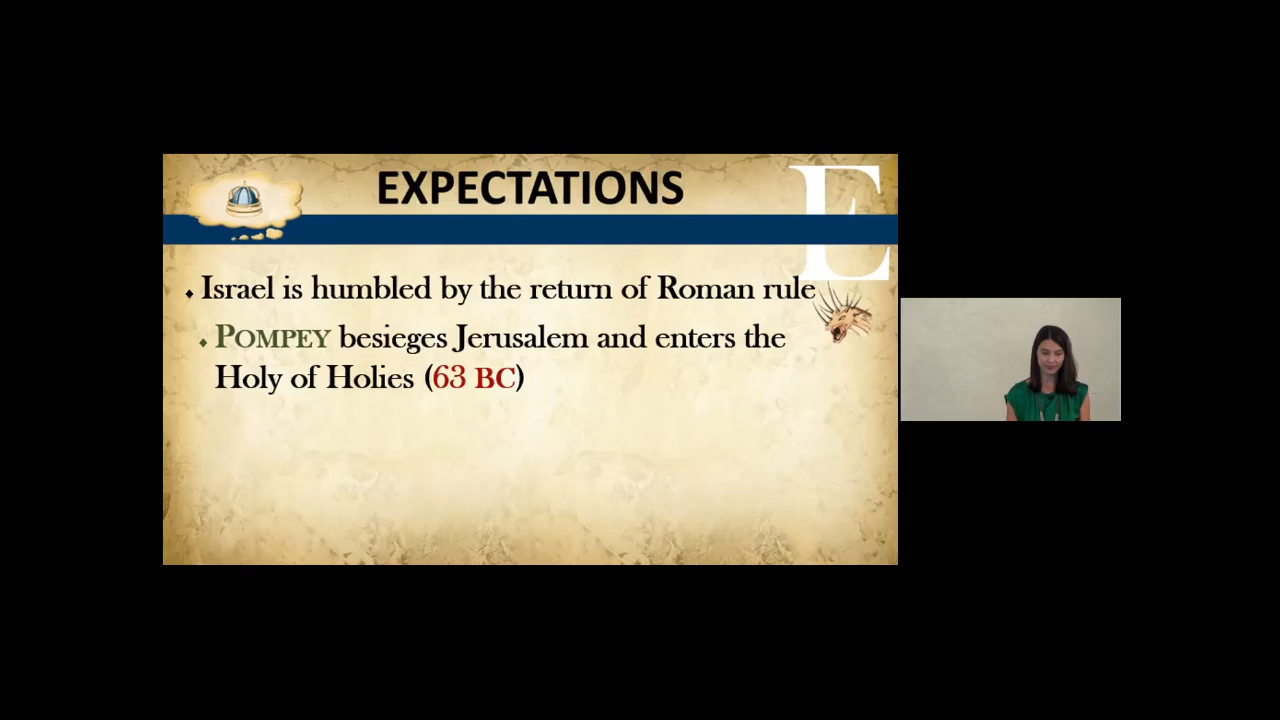 EXPECTATIONS
E
Israel is humbled by the return of Roman rule
POMPEY besieges Jerusalem and enters the
Holy of Holies (63 BC)